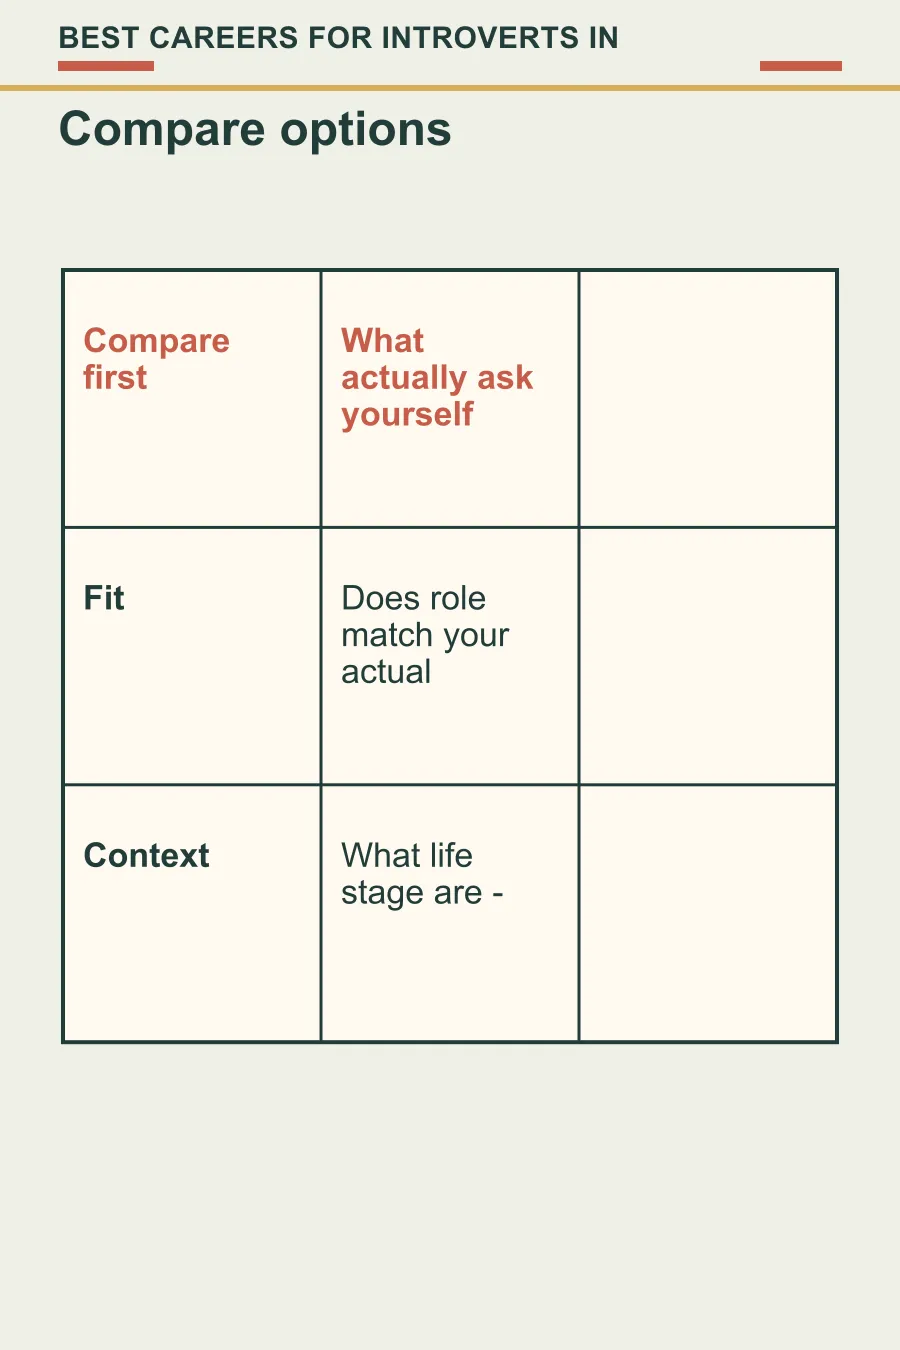 BEST CAREERS FOR INTROVERTS IN
Compare options
Compare
first
What
actually ask
yourself
Fit
Does role
match your
actual
Context
What life
stage are -